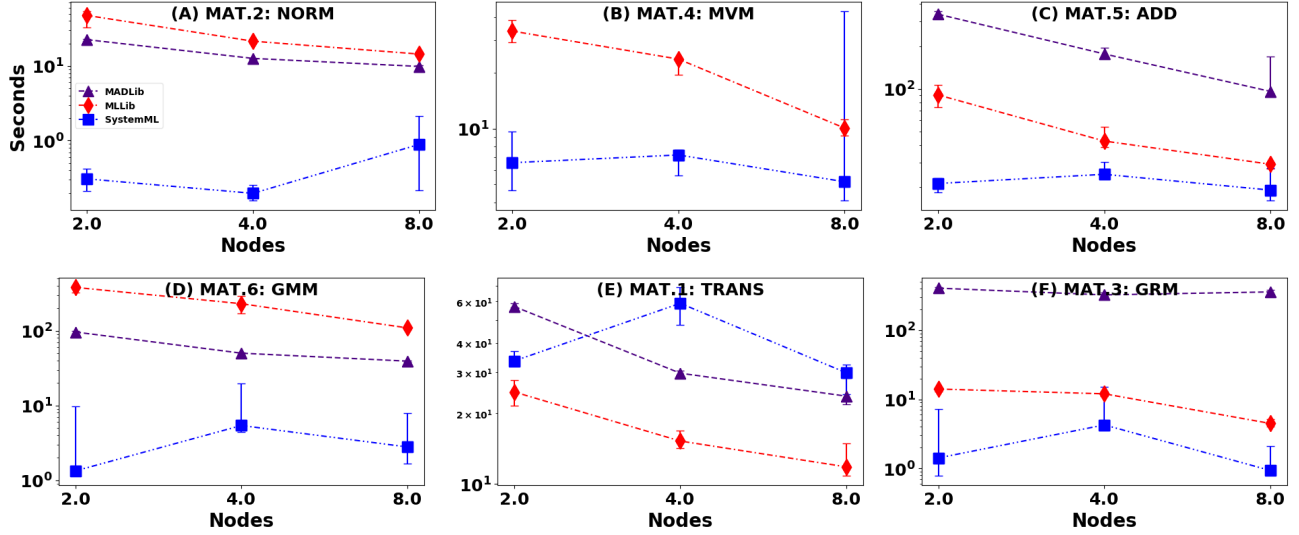 (A) MAT.2: NORM
(B) MAT.4: MVM
(C) MAT.5: ADD
Seconds
10¹
10⁰
MADLib
MLLib
SystemML
2.0 4.0 8.0
Nodes
10¹
2.0 4.0 8.0
Nodes
10²
2.0 4.0 8.0
Nodes
(D) MAT.6: GMM
(E) MAT.1: TRANS
(F) MAT.3: GRM
10²
10¹
10⁰
2.0 4.0 8.0
Nodes
6 × 10¹
4 × 10¹
3 × 10¹
2 × 10¹
10¹
2.0 4.0 8.0
Nodes
10²
10¹
10⁰
2.0 4.0 8.0
Nodes